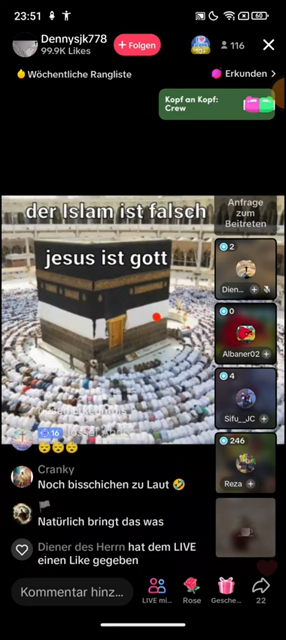 23:51
60
Dennysjk778
99.9K Likes
+ Folgen
116
Wöchentliche Rangliste
Erkunden >
Kopf an Kopf:
Crew
der Islam ist falsch
jesus ist gott
Anfrage
zum
Beitreten
2
Dien...
0
Albaner02
4
Sifu__JC
246
Reza
16
Cranky
Noch bisschichen zu Laut 🤣
Natürlich bringt das was
Diener des Herrn hat dem LIVE
einen Like gegeben
Kommentar hinz...
LIVE mi...
Rose
Gesche...
22